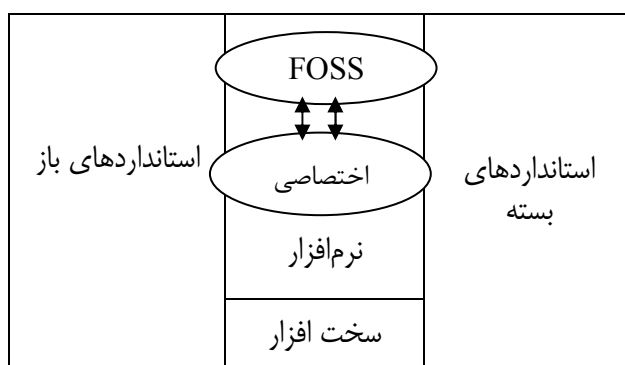 FOSS
استانداردهای
بسته
اختصاصی
استانداردهای باز
نرم‌افزار
سخت افزار